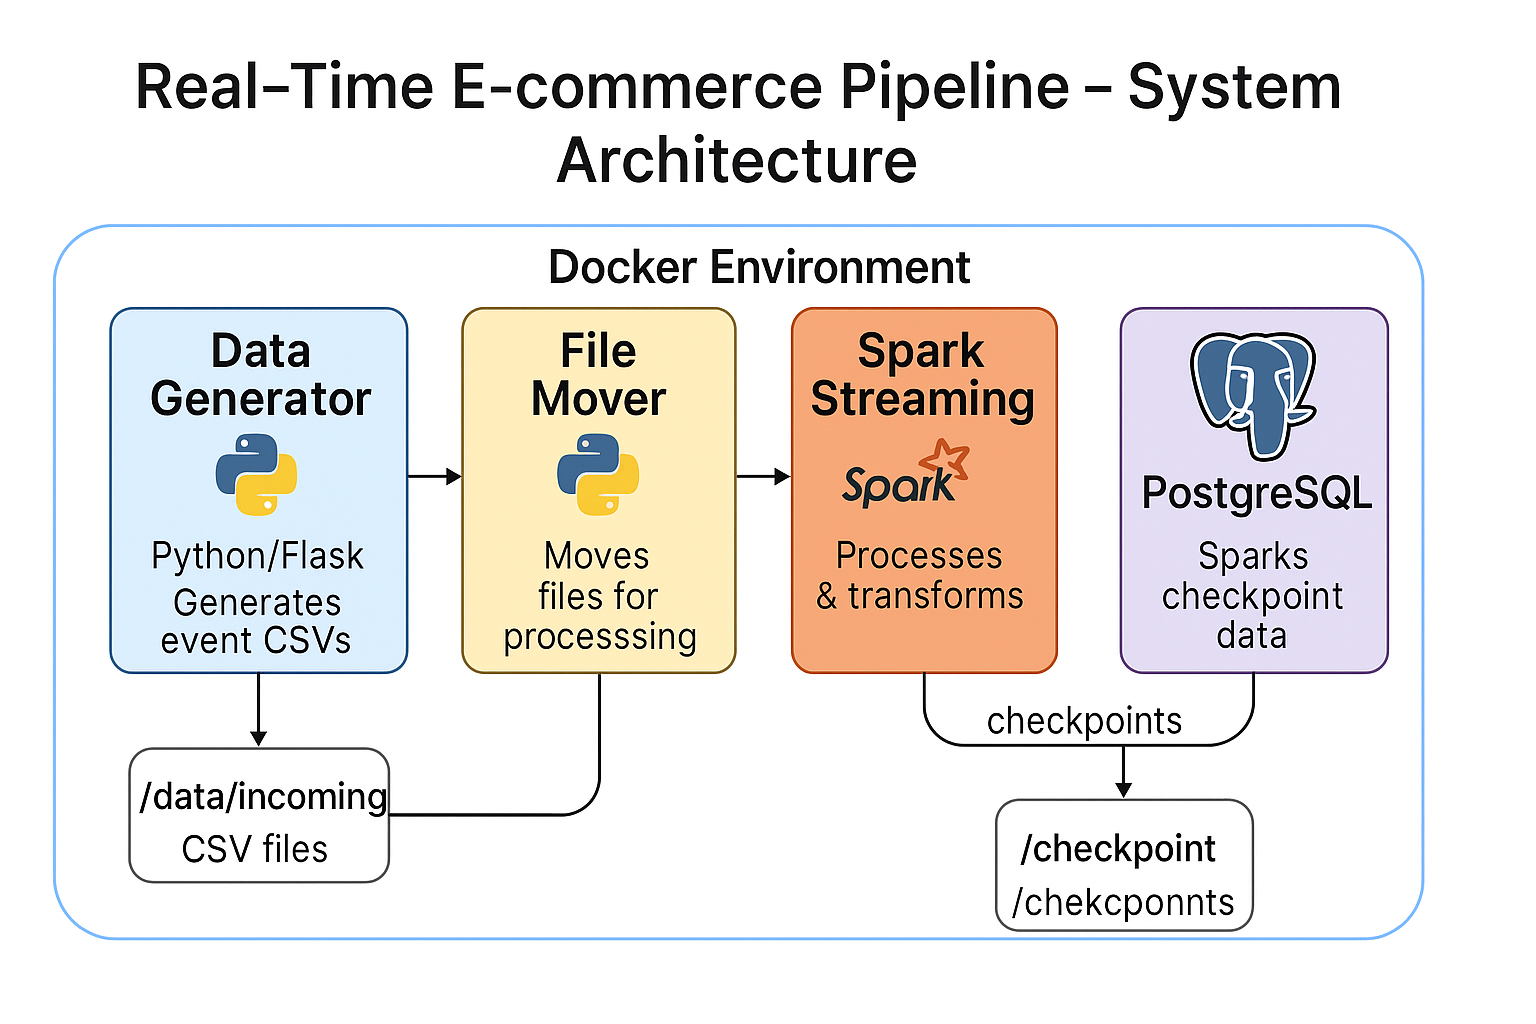 Real-Time E-commerce Pipeline – System
Architecture
Docker Environment
Data
Generator
Python/Flask
Generates
event CSVs
File
Mover
Moves
files for
processsing
Spark
Streaming
Spark
Processes
& transforms
PostgreSQL
Sparks
checkpoint
data
checkpoints
/data/incoming
CSV files
/checkpoint
/chekcponnts